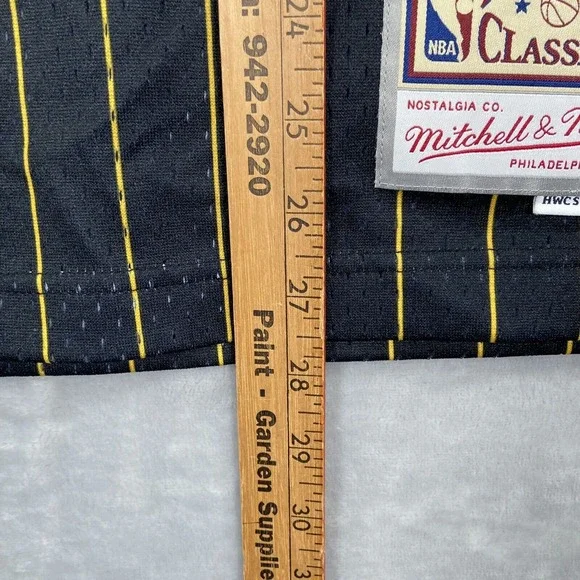 : 942-2920
Paint - Garden Supplie
24
25
26
27
28
29
30
NBA
CLASS
NOSTALGIA CO.
Mitchell &
PHILADELP
HWCS